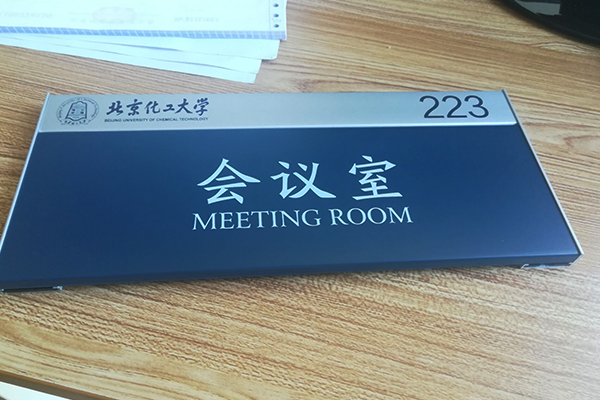 北京化工大学 223
BEIJING UNIVERSITY OF CHEMICAL TECHNOLOGY
会议室
MEETING ROOM